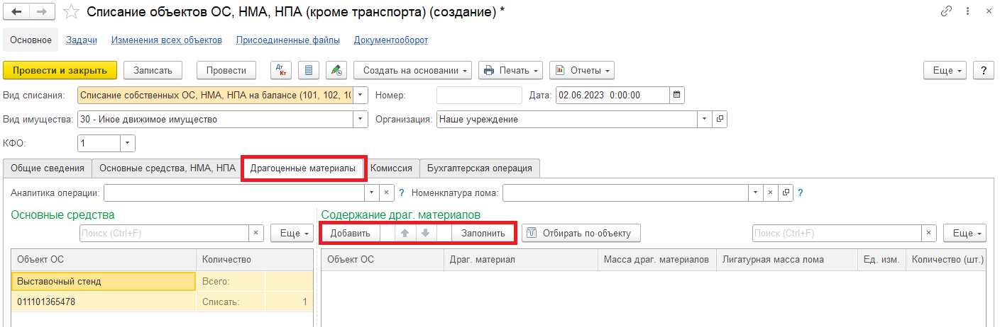 Списание объектов ОС, НМА, НПА (кроме транспорта) (создание) *
Основное Задачи Изменения всех объектов Присоединенные файлы Документооборот
Провести и закрыть Записать Провести Дт Кт Создать на основании Печать Отчеты Еще ?
Вид списания: Списание собственных ОС, НМА, НПА на балансе (101, 102, 10 Номер: Дата: 02.06.2023 0:00:00
Вид имущества: 30 - Иное движимое имущество Организация: Наше учреждение
КФО: 1
Общие сведения Основные средства, НМА, НПА Драгоценные материалы Комиссия Бухгалтерская операция
Аналитика операции: ? Номенклатура лома: ?
Основные средства Содержание драг. материалов
Поиск (Ctrl+F) Еще Добавить Заполнить Отбирать по объекту Поиск (Ctrl+F) Еще
Объект ОС Количество Объект ОС Драг. материал Масса драг. материалов Лигатурная масса лома Ед. изм. Количество (шт.)
Выставочный стенд Всего:
011101365478 Списать: 1